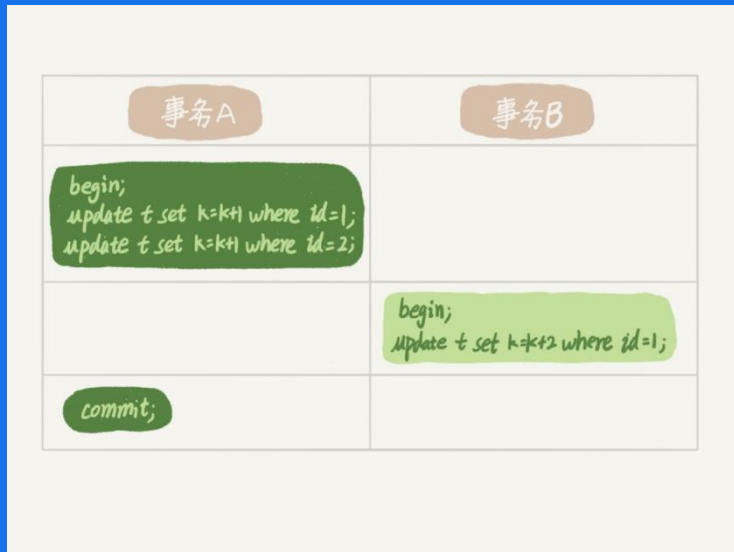 事务A
事务B
begin;
update t set k=k+1 where id=1;
update t set k=k+1 where id=2;
begin;
update t set k=k+2 where id=1;
commit;